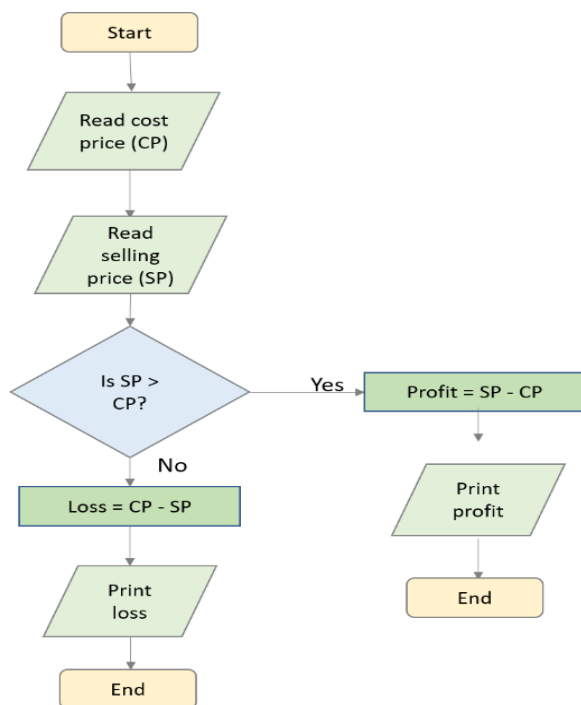 Start
Read cost
price (CP)
Read
selling
price (SP)
Is SP >
CP?
Yes
Profit = SP - CP
No
Loss = CP - SP
Print
profit
Print
loss
End
End